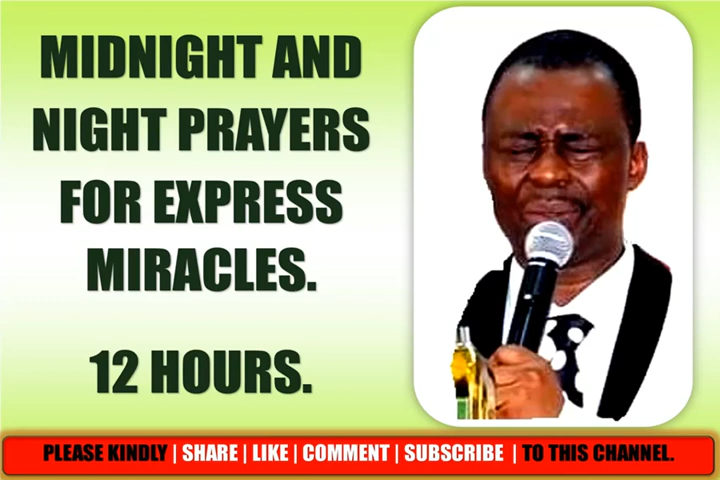 MIDNIGHT AND
NIGHT PRAYERS
FOR EXPRESS
MIRACLES.
12 HOURS.
PLEASE KINDLY | SHARE | LIKE | COMMENT | SUBSCRIBE | TO THIS CHANNEL.